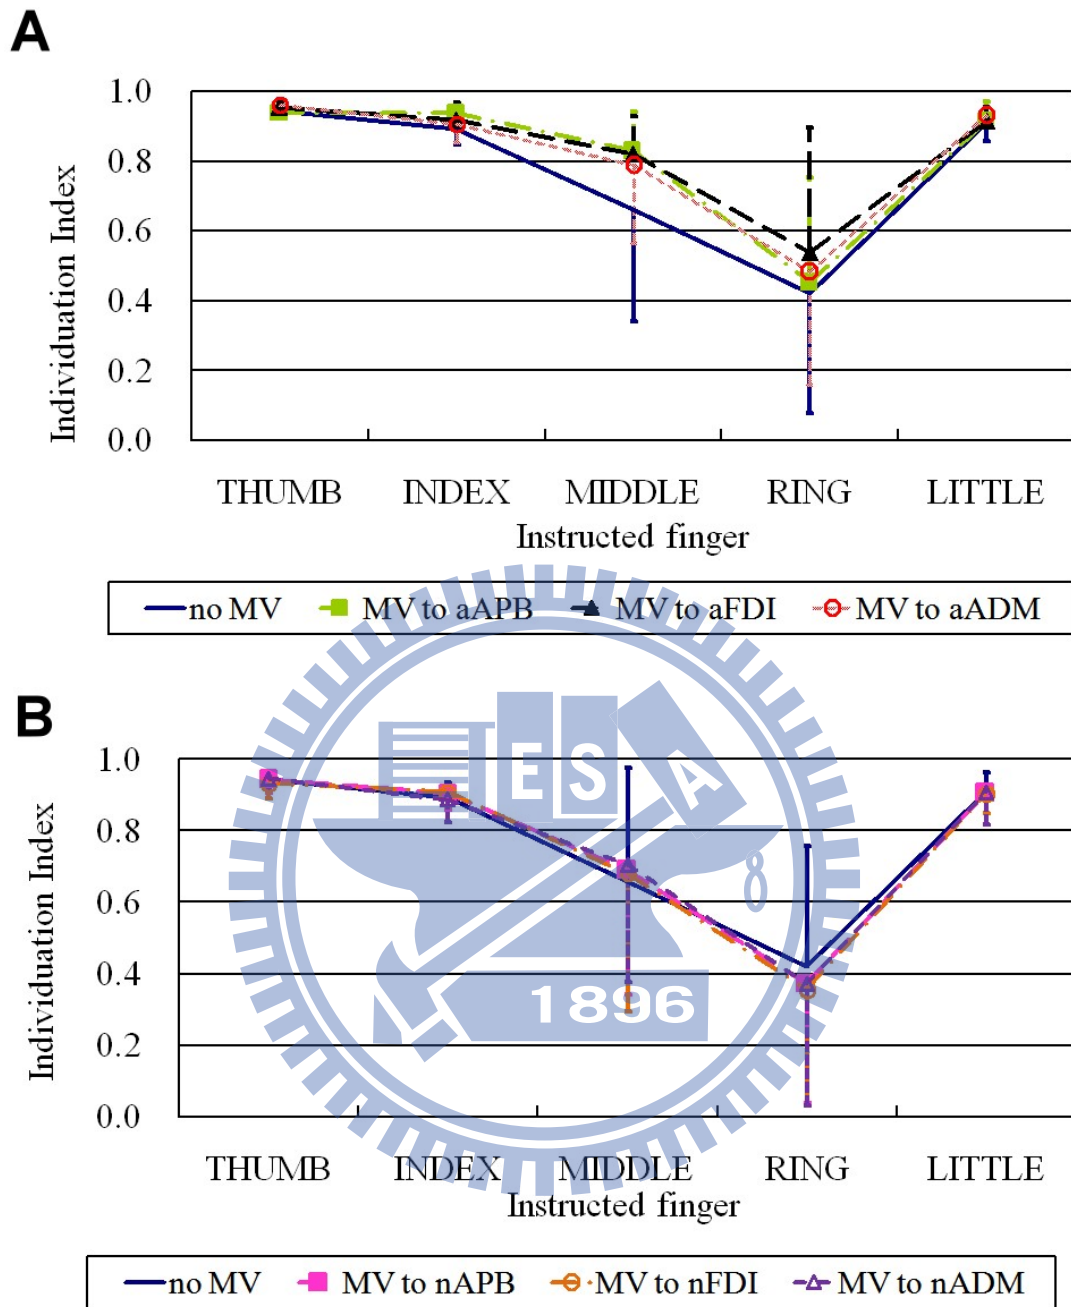 A
1.0
0.8
0.6
0.4
0.2
0.0
Individuation Index
THUMB INDEX MIDDLE RING LITTLE
Instructed finger
no MV MV to aAPB MV to aFDI MV to aADM
B
1.0
0.8
0.6
0.4
0.2
0.0
Individuation Index
E S A
8
1896
THUMB INDEX MIDDLE RING LITTLE
Instructed finger
no MV MV to nAPB MV to nFDI MV to nADM